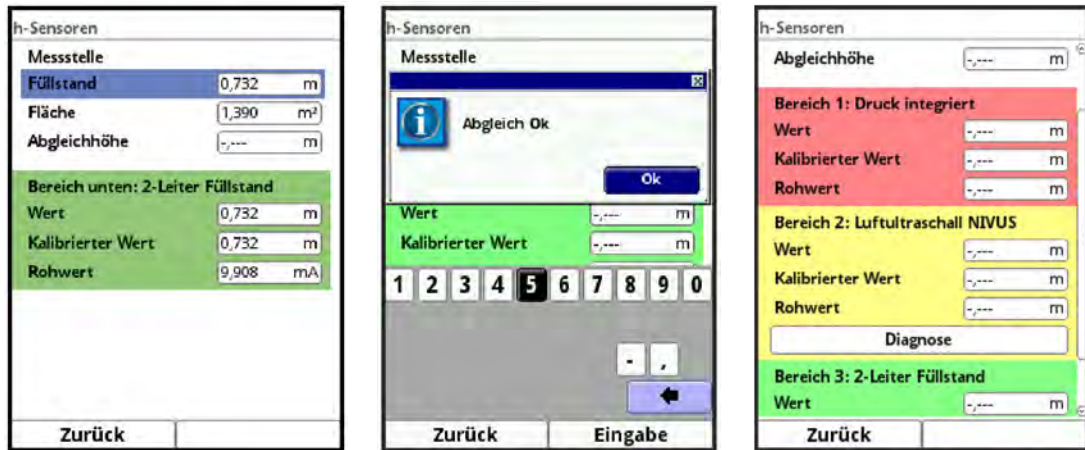 h-Sensoren
Messstelle
Füllstand 0,732 m
Fläche 1,390 m²
Abgleichhöhe -,--- m
Bereich unten: 2-Leiter Füllstand
Wert 0,732 m
Kalibrierter Wert 0,732 m
Rohwert 9,908 mA
Zurück
h-Sensoren
Messstelle
Abgleich Ok
Ok
Wert -,--- m
Kalibrierter Wert -,--- m
1 2 3 4 5 6 7 8 9 0
- ,
Zurück Eingabe
h-Sensoren
Abgleichhöhe -,--- m
Bereich 1: Druck integriert
Wert -,--- m
Kalibrierter Wert -,--- m
Rohwert -,--- m
Bereich 2: Luftultraschall NIVUS
Wert -,--- m
Kalibrierter Wert -,--- m
Rohwert -,--- m
Diagnose
Bereich 3: 2-Leiter Füllstand
Wert -,--- m
Zurück